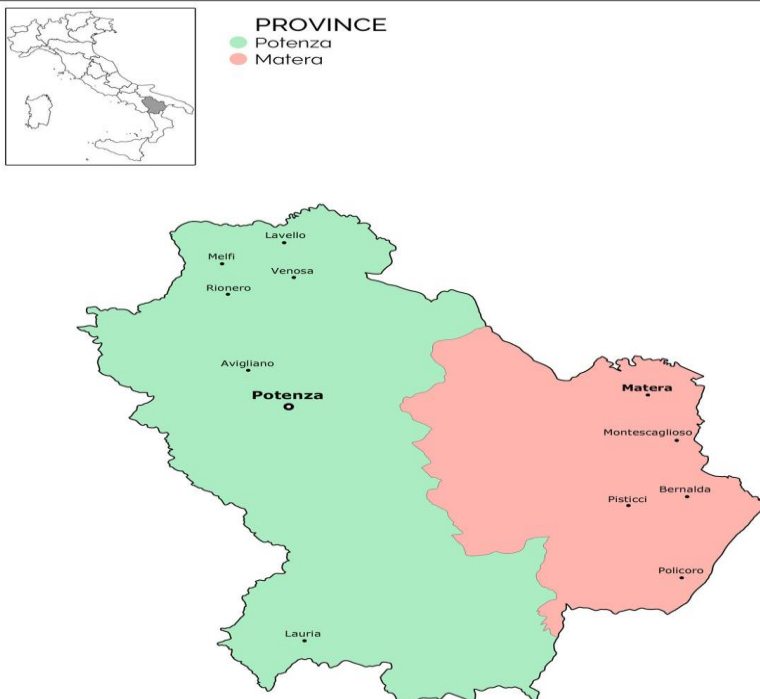 PROVINCE
Potenza
Matera
Lavello
Melfi
Venosa
Rionero
Avigliano
Potenza
Matera
Montescaglioso
Bernalda
Pisticci
Policoro
Lauria